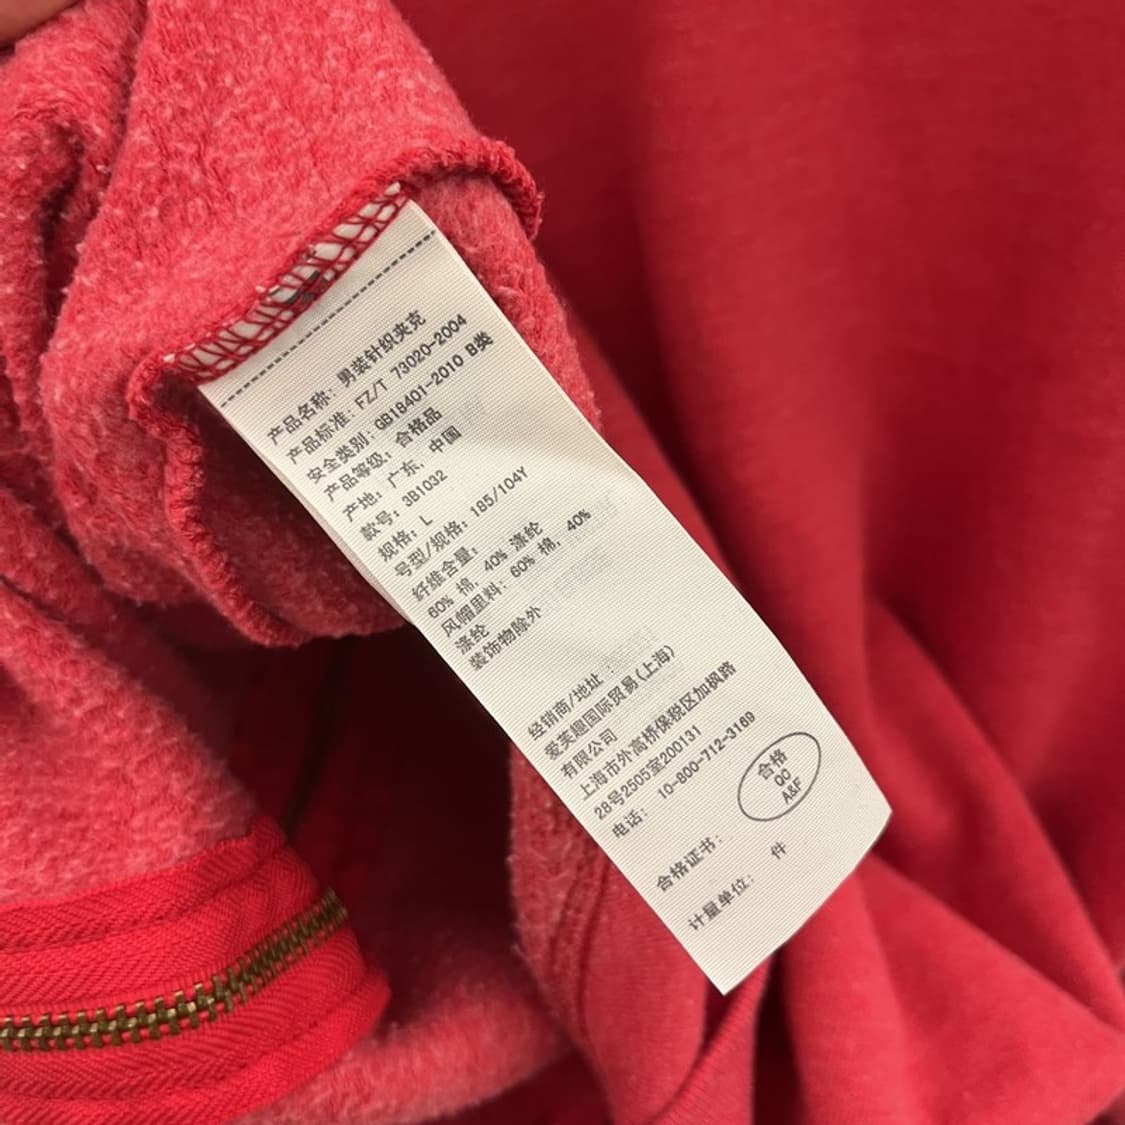 产品名称: 男装针织夹克
产品标准: FZ/T 73020-2004
安全类别: GB18401-2010 B类
产品等级: 合格品
产地: 广东, 中国
款号: 3B1032
规格: L
号型/规格: 185/104Y
纤维含量:
60% 棉, 40% 涤纶
风帽里料: 60% 棉, 40%
涤纶
装饰物除外
经销商/地址:
爱芙趣国际贸易(上海)
有限公司
上海市外高桥保税区加枫路
28号2505室200131
电话: 10-800-712-3169
合格
QC
A&F
合格证书:
计量单位: 件